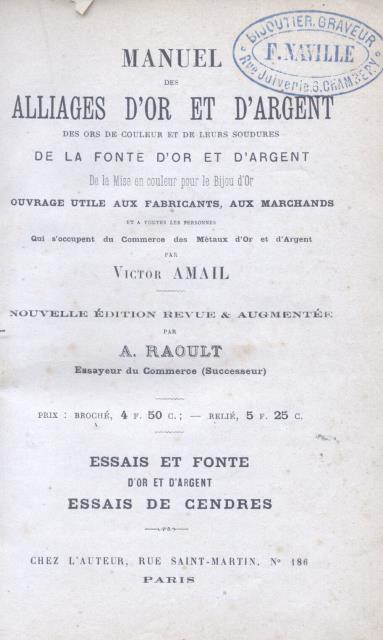 BIJOUTIER, GRAVEUR
F. NAVILLE
Rue Juiverie, 6. CHAMBERY
MANUEL
DES
ALLIAGES D'OR ET D'ARGENT
DES ORS DE COULEUR ET DE LEURS SOUDURES
DE LA FONTE D'OR ET D'ARGENT
De la Mise en couleur pour le Bijou d'Or
OUVRAGE UTILE AUX FABRICANTS, AUX MARCHANDS
ET A TOUTES LES PERSONNES
Qui s'occupent du Commerce des Métaux d'Or et d'Argent
PAR
VICTOR AMAIL
NOUVELLE ÉDITION REVUE & AUGMENTÉE
PAR
A. RAOULT
Essayeur du Commerce (Successeur)
PRIX : BROCHÉ, 4 F. 50 C.; — RELIÉ, 5 F. 25 C.
ESSAIS ET FONTE
D'OR ET D'ARGENT
ESSAIS DE CENDRES
CHEZ L'AUTEUR, RUE SAINT-MARTIN, N° 186
PARIS